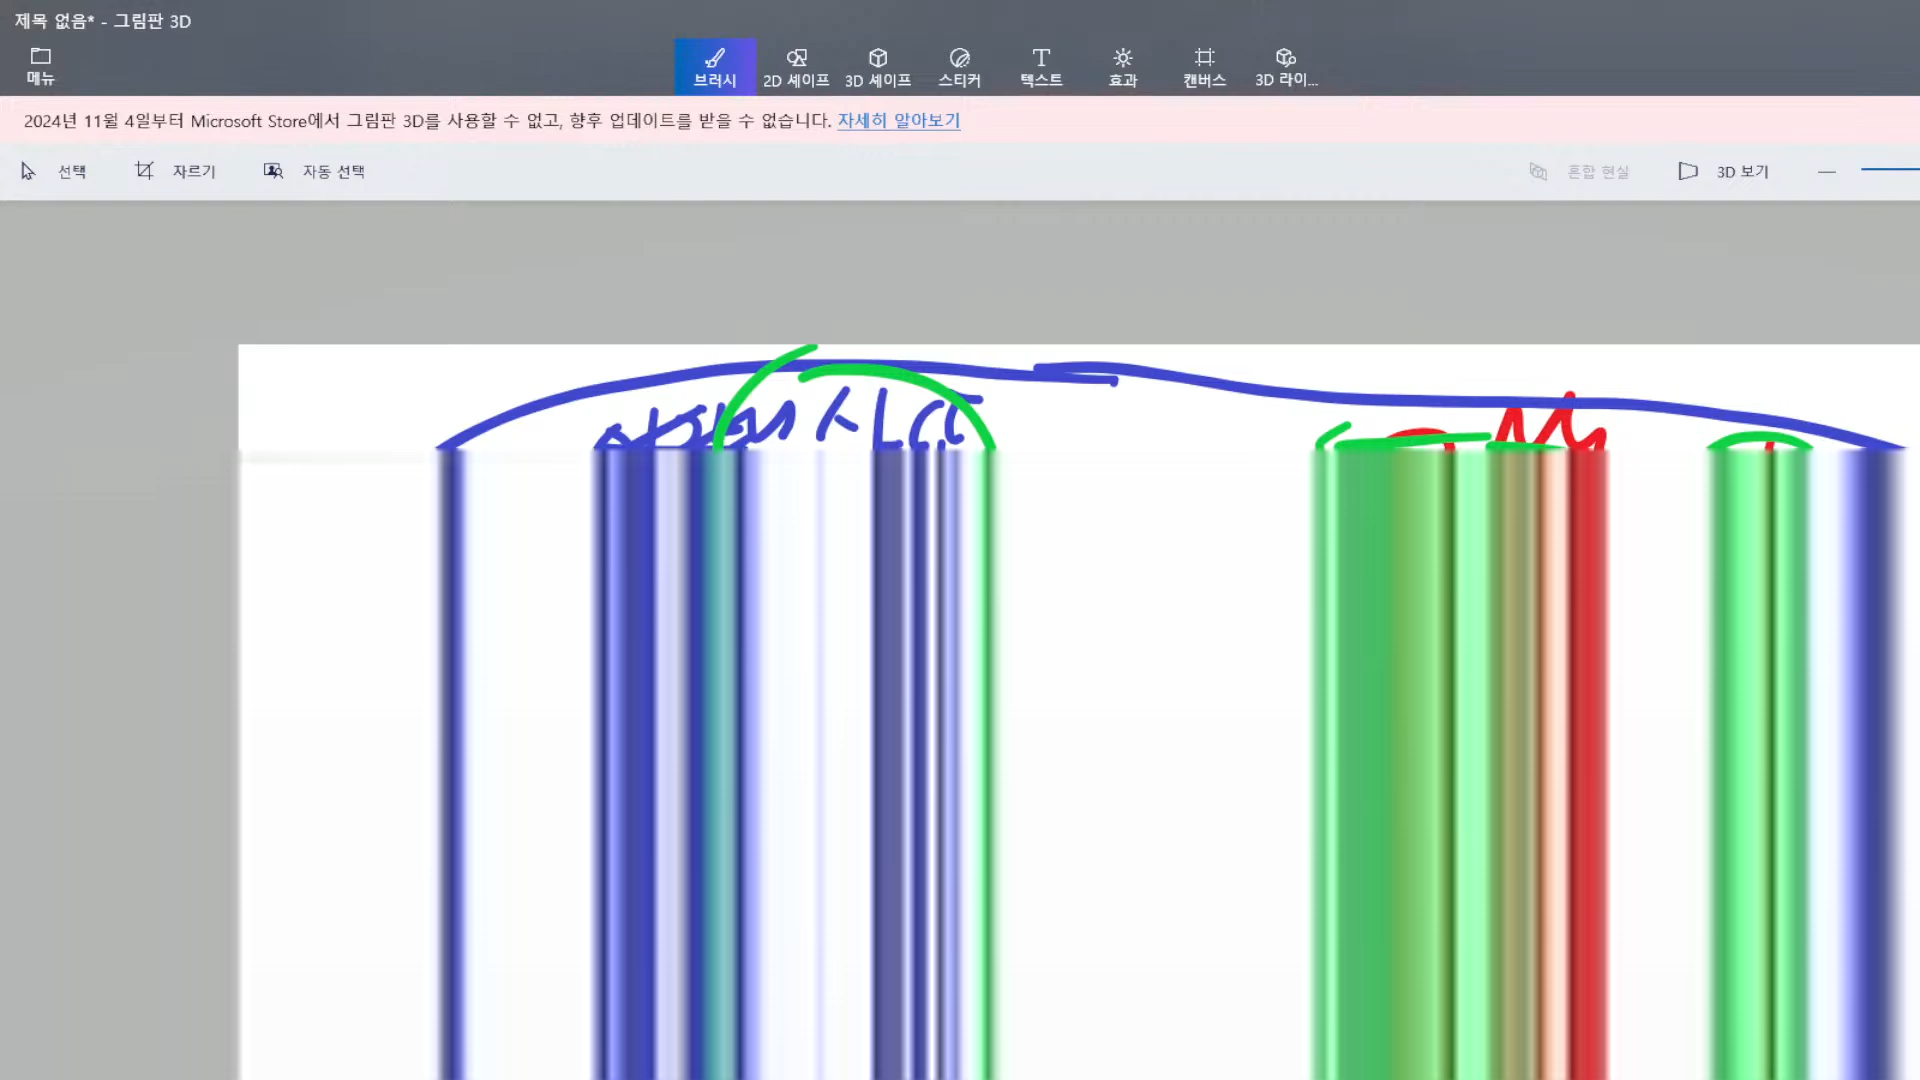 제목 없음* - 그림판 3D
메뉴
브러시
2D 셰이프
3D 셰이프
스티커
텍스트
효과
캔버스
3D 라이...
2024년 11월 4일부터 Microsoft Store에서 그림판 3D를 사용할 수 없고, 향후 업데이트를 받을 수 없습니다. 자세히 알아보기
선택
자르기
자동 선택
혼합 현실
3D 보기